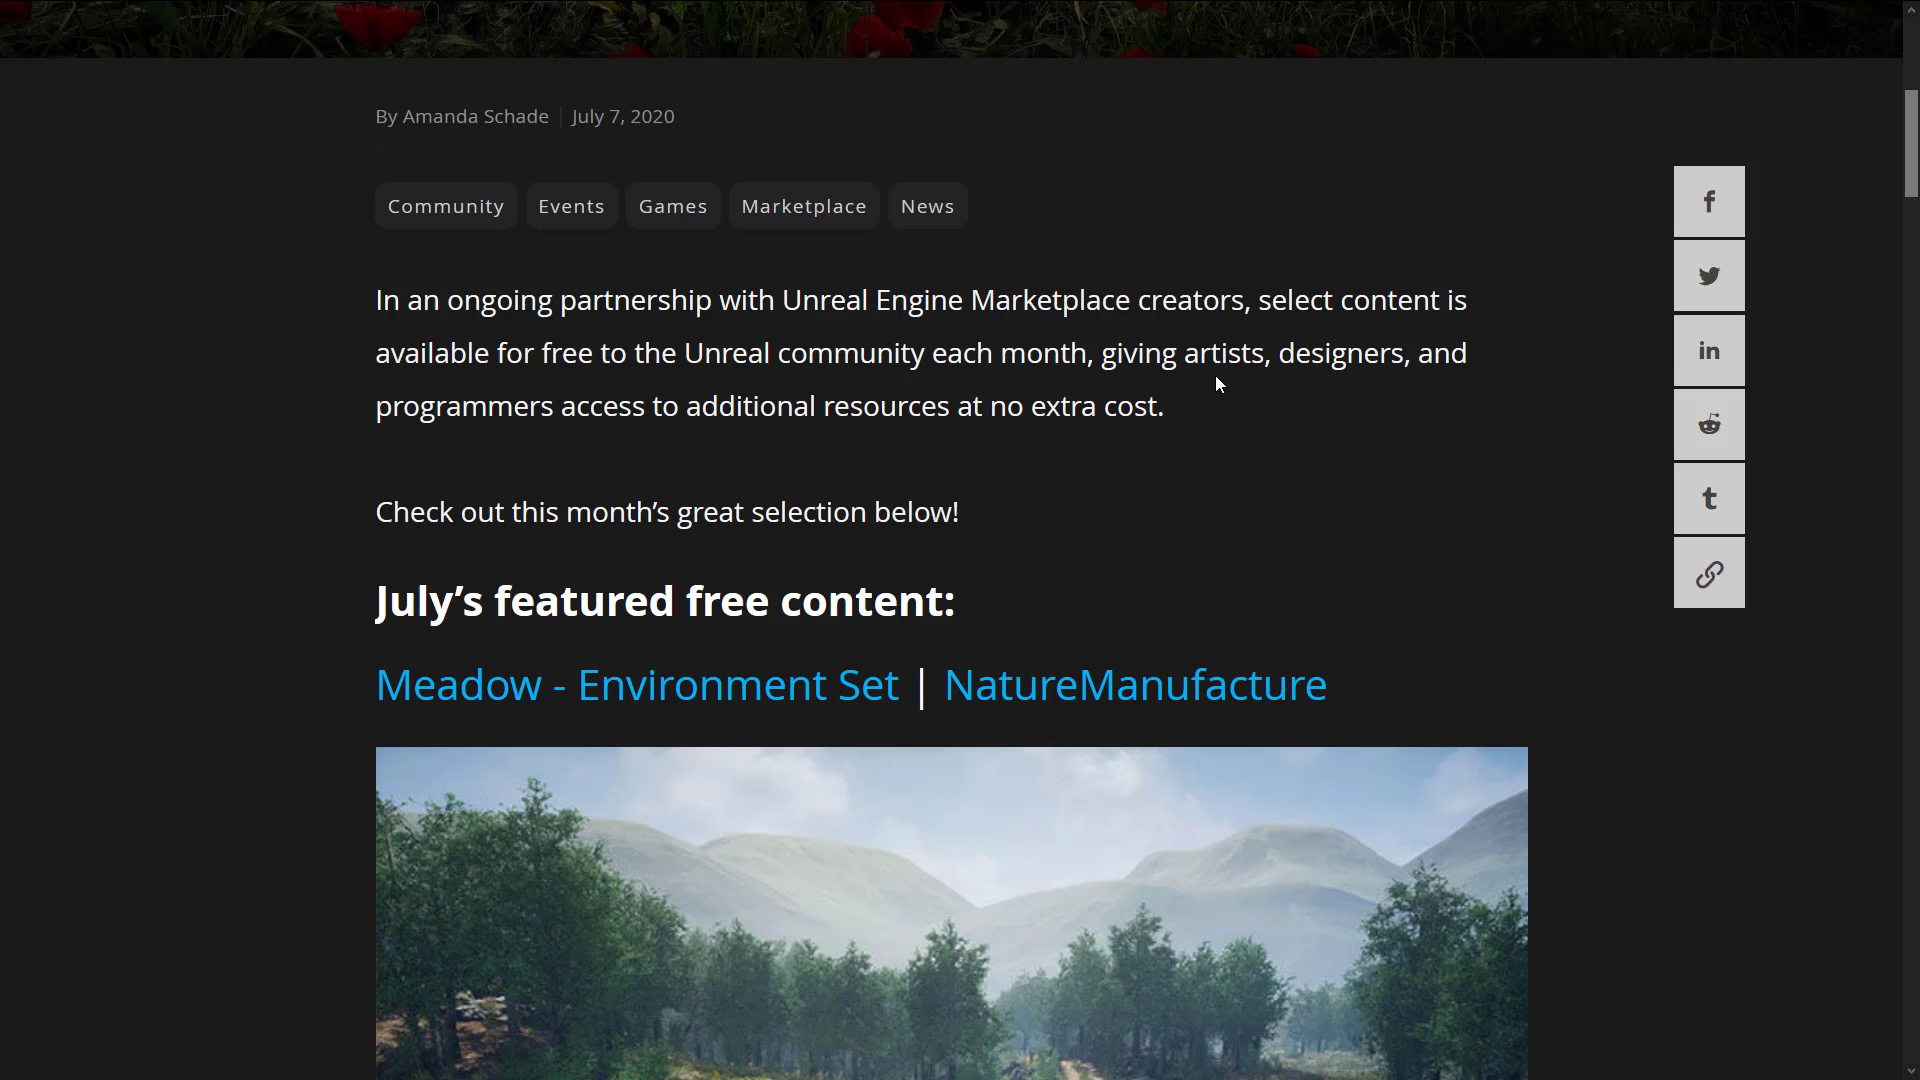 By Amanda Schade | July 7, 2020
Community Events Games Marketplace News
In an ongoing partnership with Unreal Engine Marketplace creators, select content is
available for free to the Unreal community each month, giving artists, designers, and
programmers access to additional resources at no extra cost.
Check out this month’s great selection below!
July’s featured free content:
Meadow - Environment Set | NatureManufacture